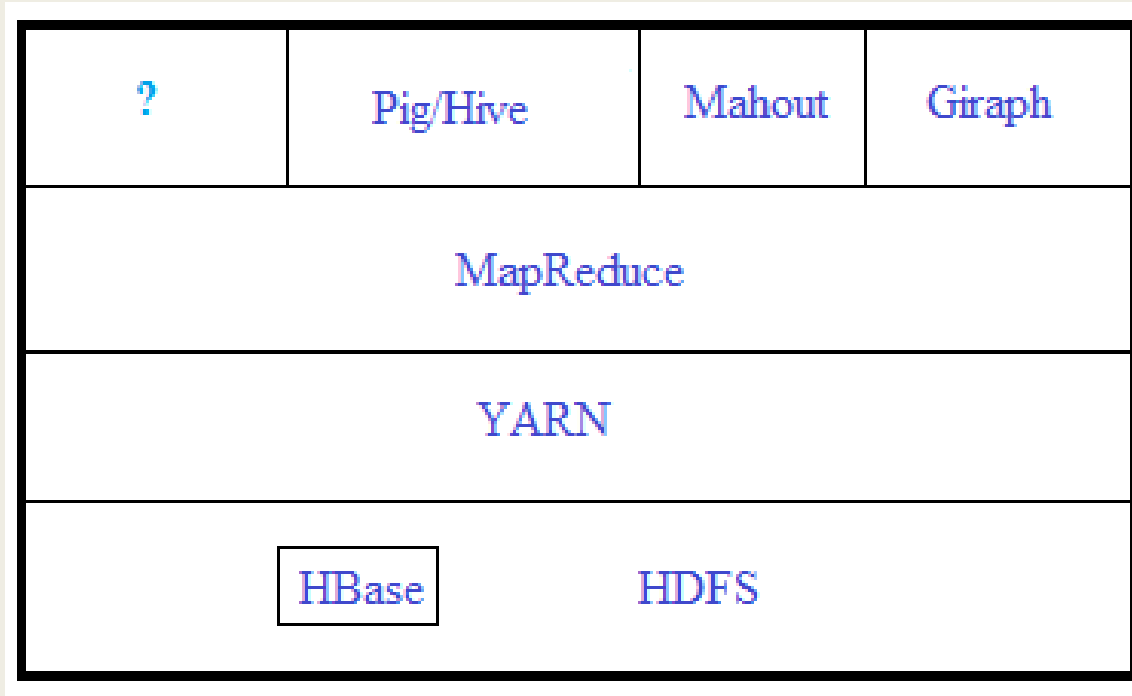 ?
Pig/Hive
Mahout
Giraph
MapReduce
YARN
HBase
HDFS